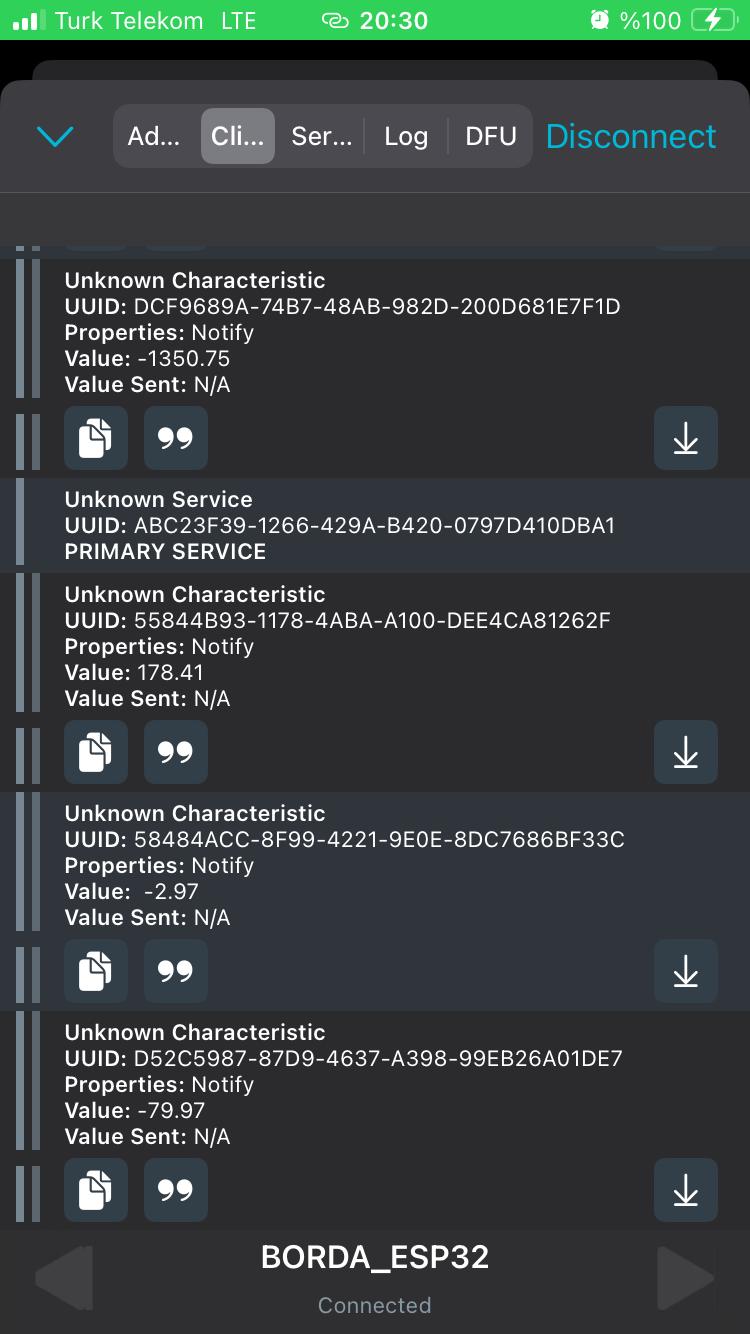 Turk Telekom LTE 20:30 %100
Ad... Cli... Ser... Log DFU Disconnect
Unknown Characteristic
UUID: DCF9689A-74B7-48AB-982D-200D681E7F1D
Properties: Notify
Value: -1350.75
Value Sent: N/A
Unknown Service
UUID: ABC23F39-1266-429A-B420-0797D410DBA1
PRIMARY SERVICE
Unknown Characteristic
UUID: 55844B93-1178-4ABA-A100-DEE4CA81262F
Properties: Notify
Value: 178.41
Value Sent: N/A
Unknown Characteristic
UUID: 58484ACC-8F99-4221-9E0E-8DC7686BF33C
Properties: Notify
Value: -2.97
Value Sent: N/A
Unknown Characteristic
UUID: D52C5987-87D9-4637-A398-99EB26A01DE7
Properties: Notify
Value: -79.97
Value Sent: N/A
BORDA_ESP32
Connected